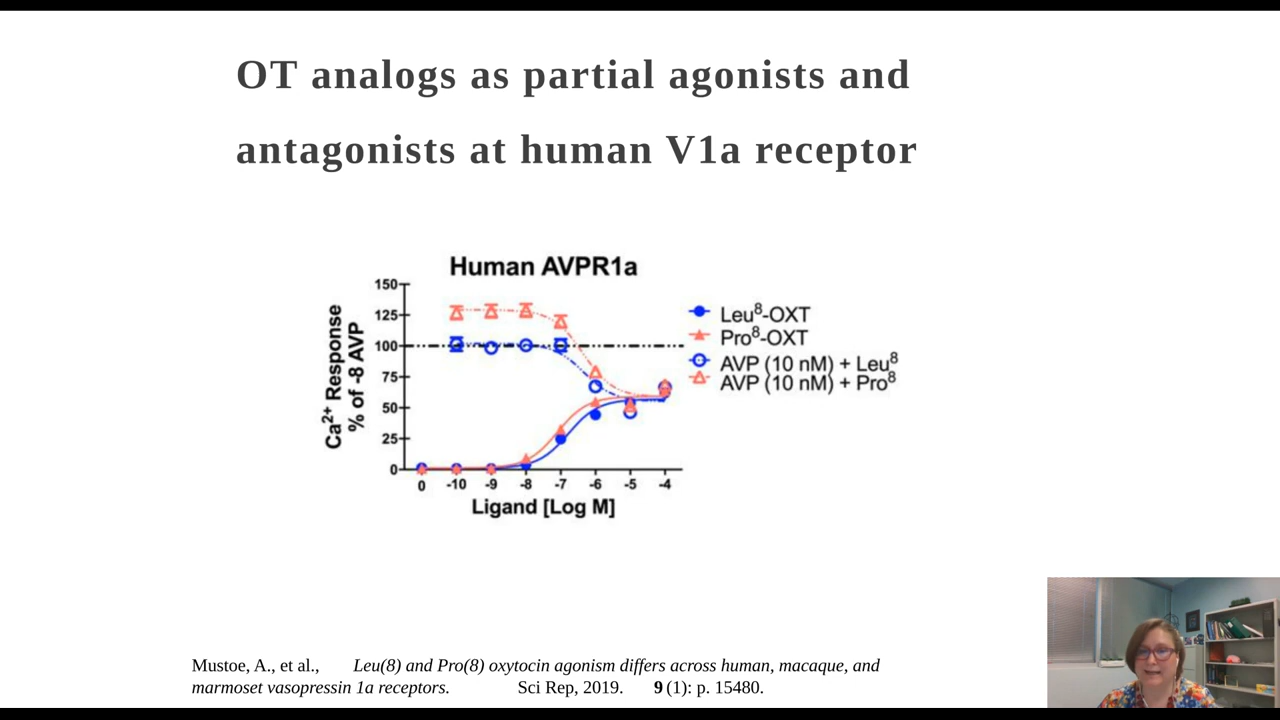 OT analogs as partial agonists and
antagonists at human V1a receptor
Human AVPR1a
150
125
100
75
50
25
0
Ca2+ Response
% of -8 AVP
0 -10 -9 -8 -7 -6 -5 -4
Ligand [Log M]
Leu8-OXT
Pro8-OXT
AVP (10 nM) + Leu8
AVP (10 nM) + Pro8
Mustoe, A., et al., Leu(8) and Pro(8) oxytocin agonism differs across human, macaque, and
marmoset vasopressin 1a receptors. Sci Rep, 2019. 9(1): p. 15480.